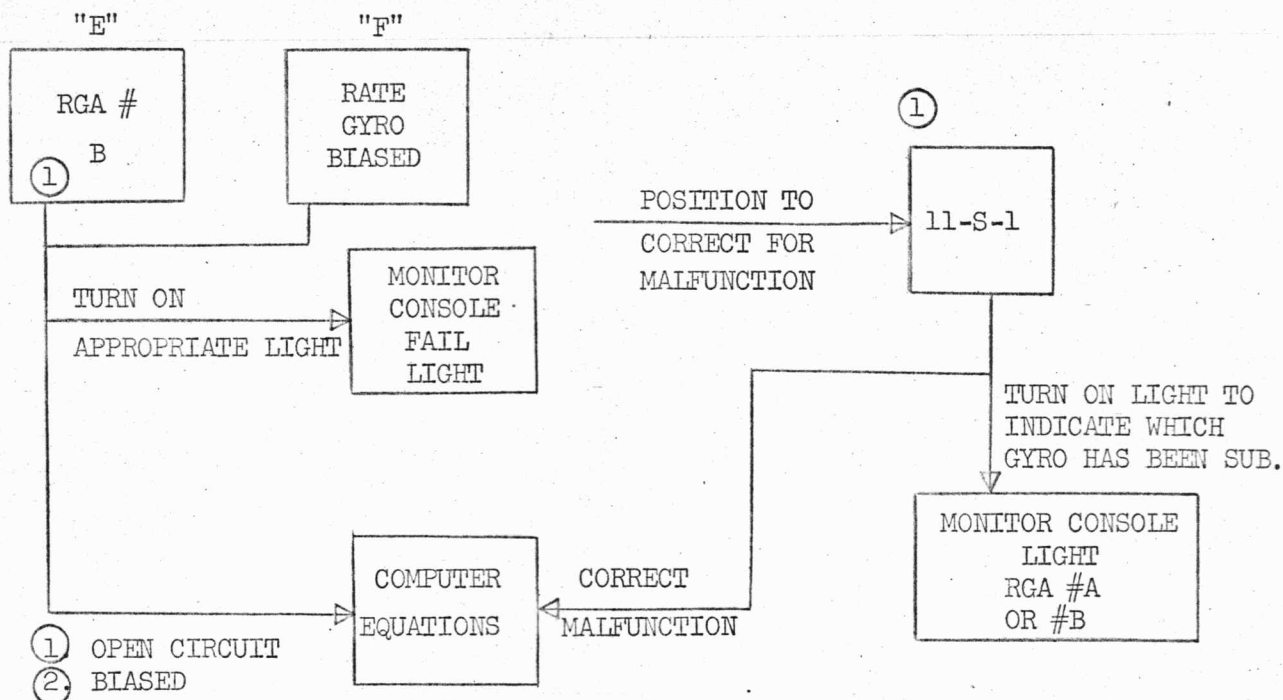 "E"
RGA #
B
1
"F"
RATE
GYRO
BIASED
TURN ON
APPROPRIATE LIGHT
MONITOR
CONSOLE
FAIL
LIGHT
1
POSITION TO
CORRECT FOR
MALFUNCTION
11-S-1
TURN ON LIGHT TO
INDICATE WHICH
GYRO HAS BEEN SUB.
MONITOR CONSOLE
LIGHT
RGA #A
OR #B
COMPUTER
EQUATIONS
CORRECT
MALFUNCTION
1. OPEN CIRCUIT
2. BIASED